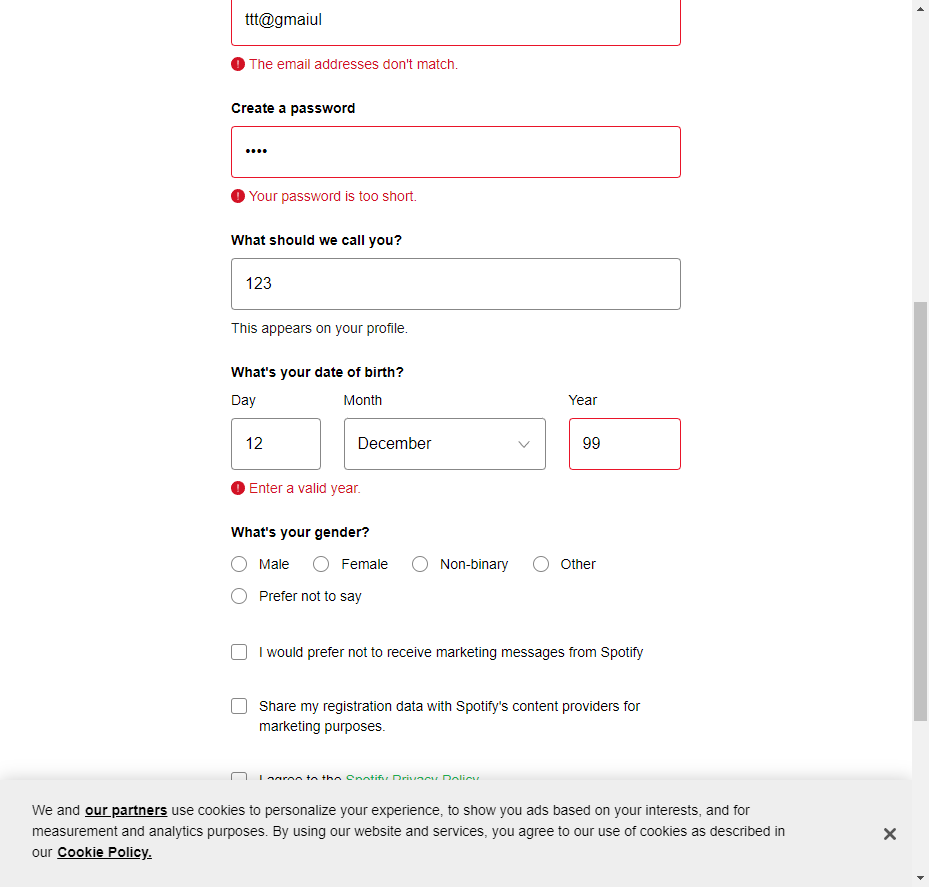 ttt@gmaiul
The email addresses don't match.
Create a password
••••
Your password is too short.
What should we call you?
123
This appears on your profile.
What's your date of birth?
Day Month Year
12 December 99
Enter a valid year.
What's your gender?
Male Female Non-binary Other
Prefer not to say
I would prefer not to receive marketing messages from Spotify
Share my registration data with Spotify's content providers for
marketing purposes.
I agree to the Spotify Privacy Policy
We and our partners use cookies to personalize your experience, to show you ads based on your interests, and for
measurement and analytics purposes. By using our website and services, you agree to our use of cookies as described in
our Cookie Policy.